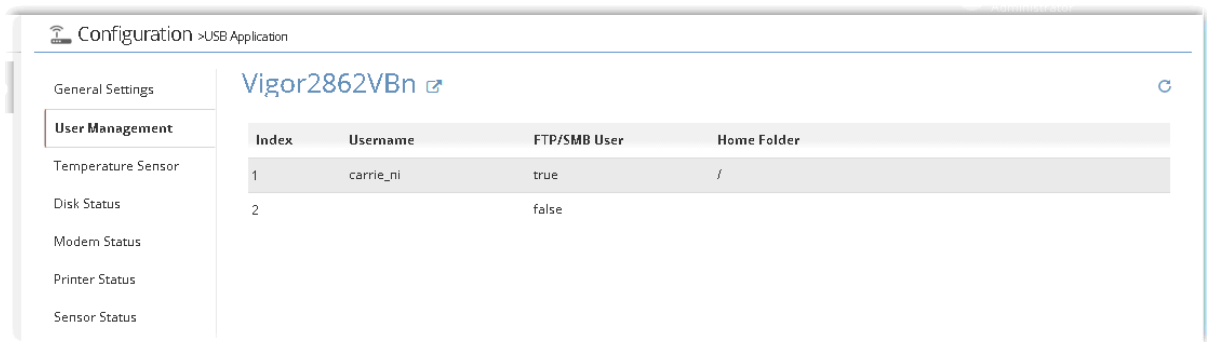 Administrator
Configuration >USB Application
General Settings
Vigor2862VBn
User Management
Index Username FTP/SMB User Home Folder
Temperature Sensor
1 carrie_ni true /
Disk Status
2 false
Modem Status
Printer Status
Sensor Status